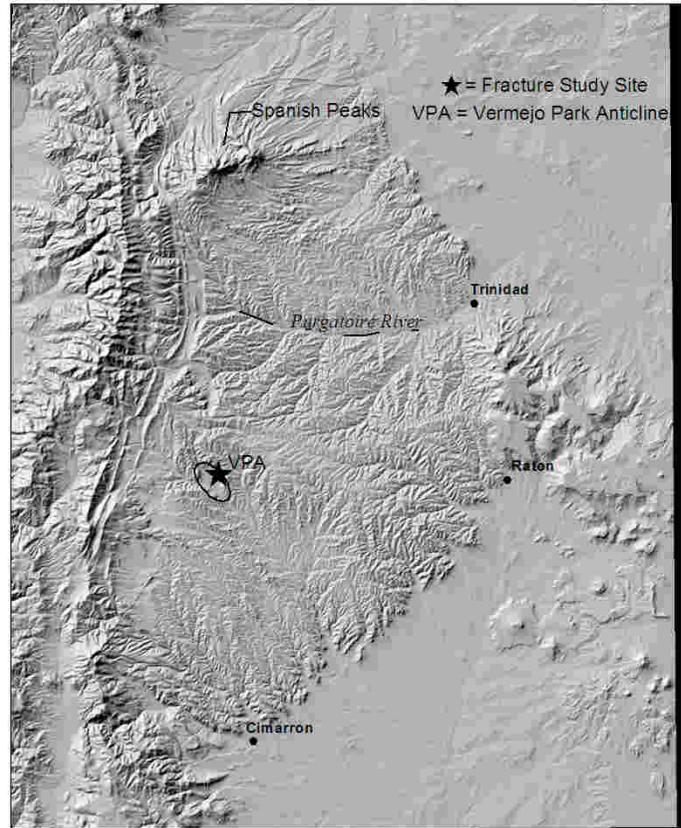 ★ = Fracture Study Site
VPA = Vermejo Park Anticline
Spanish Peaks
Trinidad
Purgatoire River
VPA
Raton
Cimarron